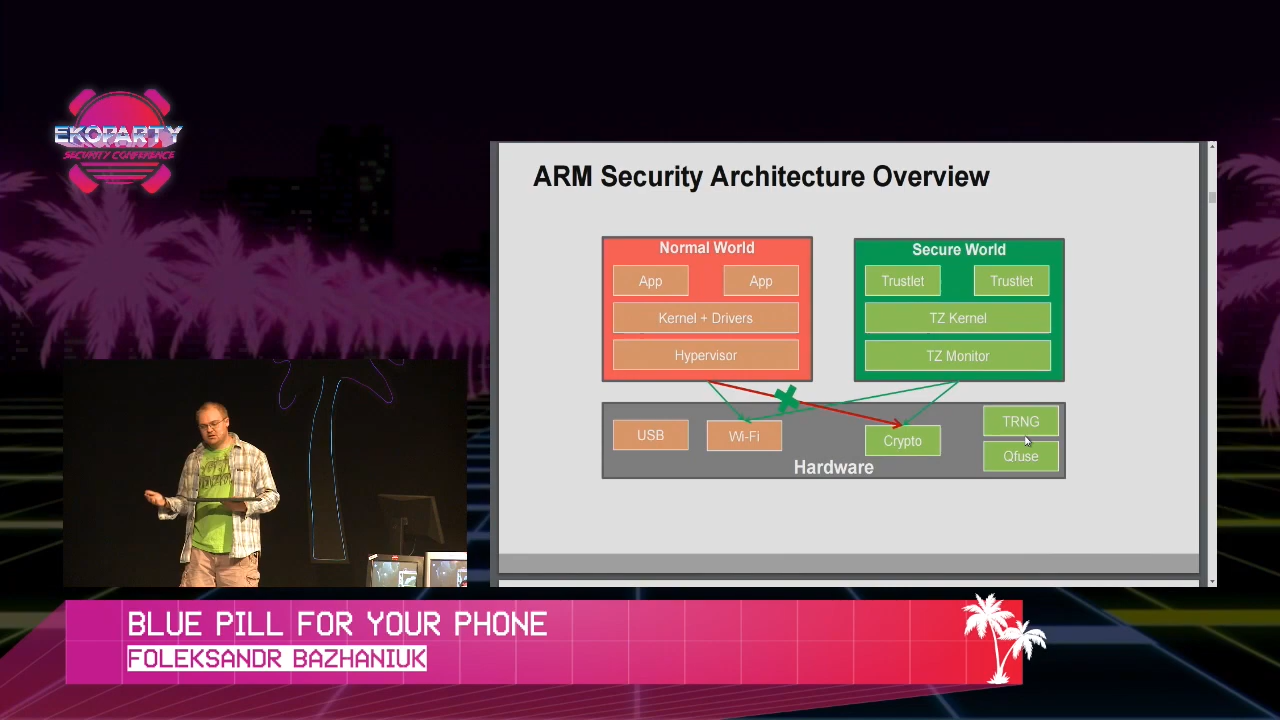 EKOPARTY
SECURITY CONFERENCE
ARM Security Architecture Overview
Normal World
App App
Kernel + Drivers
Hypervisor
Secure World
Trustlet Trustlet
TZ Kernel
TZ Monitor
USB
Wi-Fi
Crypto
TRNG
Qfuse
Hardware
BLUE PILL FOR YOUR PHONE
FOLEKSANDR BAZHANIUK